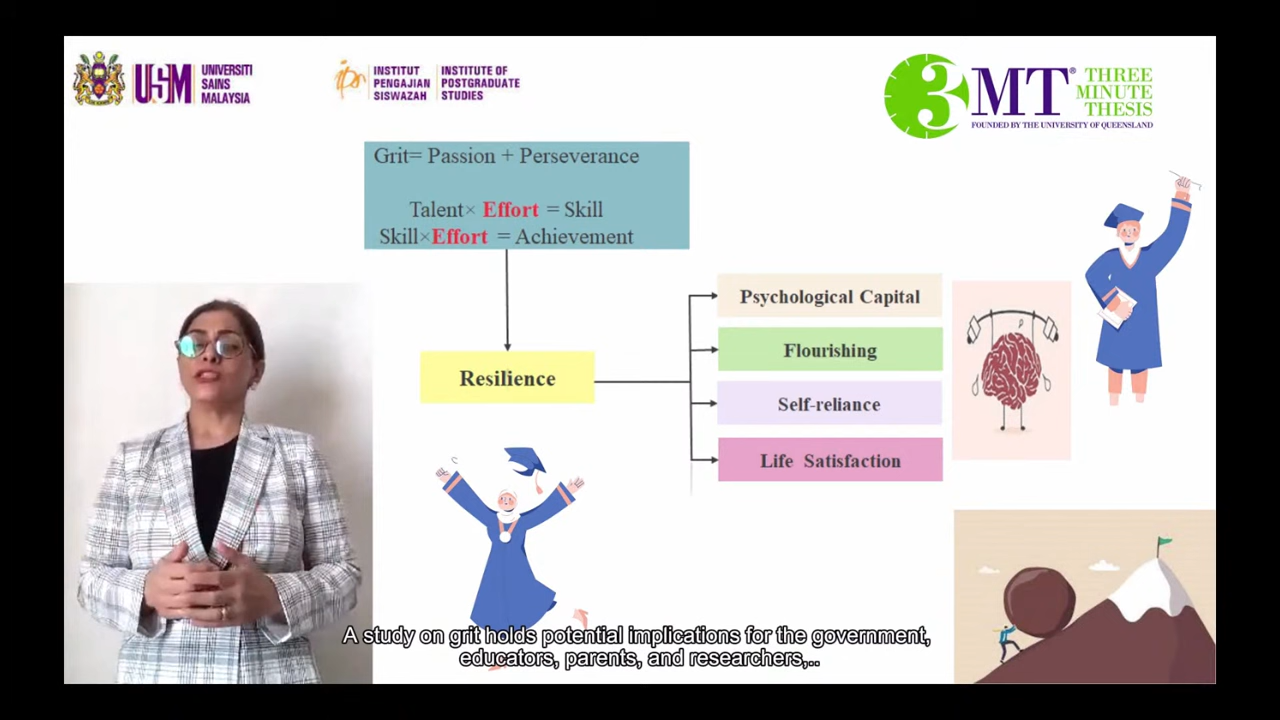 USM
UNIVERSITI
SAINS
MALAYSIA
ips
INSTITUT
PENGAJIAN
SISWAZAH
INSTITUTE OF
POSTGRADUATE
STUDIES
3MT®
THREE
MINUTE
THESIS
FOUNDED BY THE UNIVERSITY OF QUEENSLAND
Grit= Passion + Perseverance
Talent× Effort = Skill
Skill×Effort = Achievement
Resilience
Psychological Capital
Flourishing
Self-reliance
Life Satisfaction
A study on grit holds potential implications for the government,
educators, parents, and researchers,..